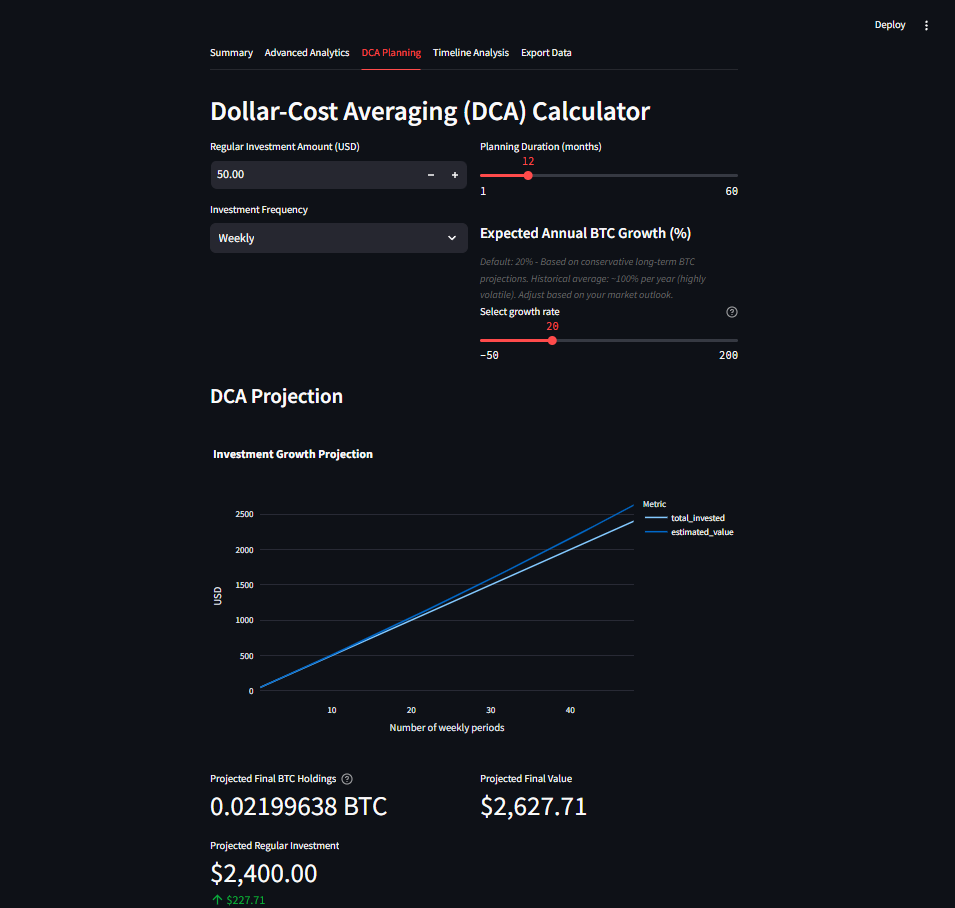 Deploy
Summary Advanced Analytics DCA Planning Timeline Analysis Export Data
Dollar-Cost Averaging (DCA) Calculator
Regular Investment Amount (USD)
50.00
Investment Frequency
Weekly
Planning Duration (months)
12
1 60
Expected Annual BTC Growth (%)
Default: 20% - Based on conservative long-term BTC
projections. Historical average: ~100% per year (highly
volatile). Adjust based on your market outlook.
Select growth rate
20
−50 200
DCA Projection
Investment Growth Projection
2500
2000
1500
1000
500
0
USD
10 20 30 40
Number of weekly periods
Metric
total_invested
estimated_value
Projected Final BTC Holdings
0.02199638 BTC
Projected Final Value
$2,627.71
Projected Regular Investment
$2,400.00
↑ $227.71